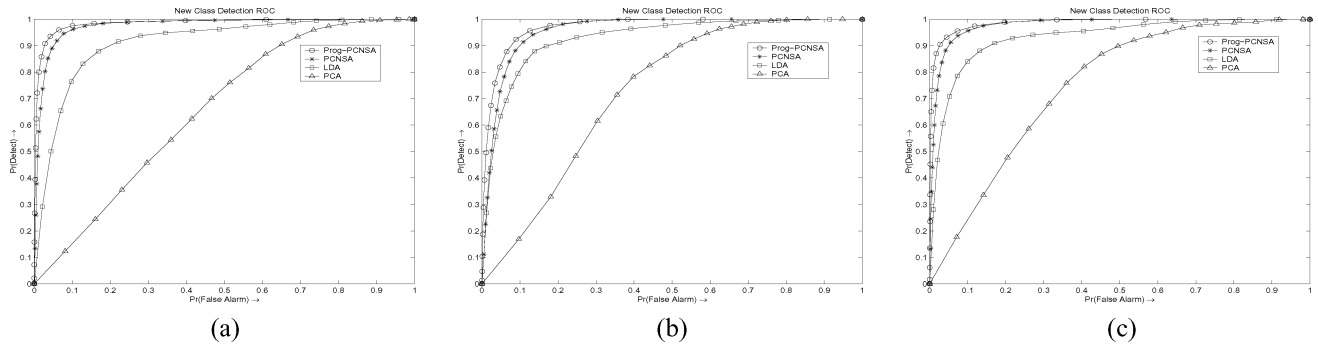 New Class Detection ROC
Pr(Detect) →
1
0.9
0.8
0.7
0.6
0.5
0.4
0.3
0.2
0.1
0
Prog-PCNSA
PCNSA
LDA
PCA
0 0.1 0.2 0.3 0.4 0.5 0.6 0.7 0.8 0.9 1
Pr(False Alarm) →
(a)
New Class Detection ROC
Pr(Detect) →
1
0.9
0.8
0.7
0.6
0.5
0.4
0.3
0.2
0.1
0
Prog-PCNSA
PCNSA
LDA
PCA
0 0.1 0.2 0.3 0.4 0.5 0.6 0.7 0.8 0.9 1
Pr(False Alarm) →
(b)
New Class Detection ROC
Pr(Detect) →
1
0.9
0.8
0.7
0.6
0.5
0.4
0.3
0.2
0.1
0
Prog-PCNSA
PCNSA
LDA
PCA
0 0.1 0.2 0.3 0.4 0.5 0.6 0.7 0.8 0.9 1
Pr(False Alarm) →
(c)